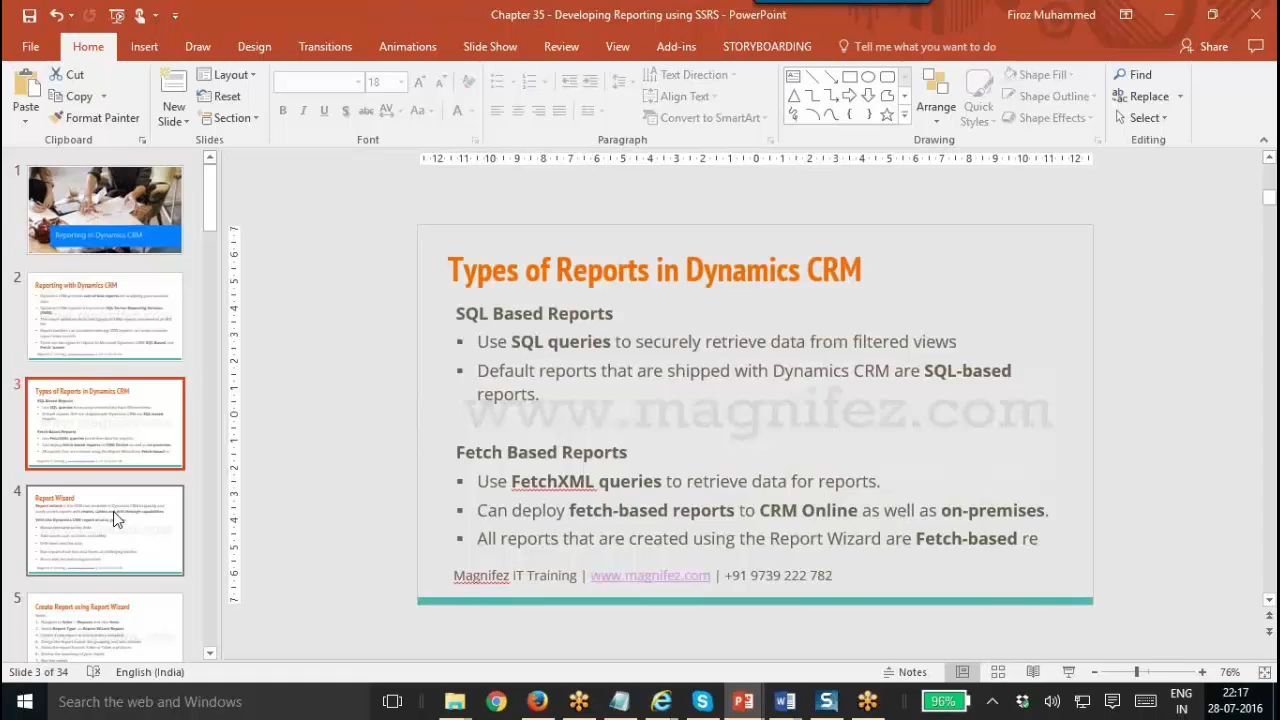 Chapter 35 - Developing Reporting using SSRS - PowerPoint
Firoz Muhammed
File Home Insert Draw Design Transitions Animations Slide Show Review View Add-ins STORYBOARDING Tell me what you want to do Share
Paste
Cut
Copy
Format Painter
Clipboard
New
Slide
Layout
Reset
Section
Slides
18
Font
Text Direction
Align Text
Convert to SmartArt
Paragraph
Arrange
Quick
Styles
Shape Fill
Shape Outline
Shape Effects
Drawing
Find
Replace
Select
Editing
1
Reporting in Dynamics CRM
2
Reporting with Dynamics CRM
3
Types of Reports in Dynamics CRM
4
Report Wizard
5
Create Report using Report Wizard
Types of Reports in Dynamics CRM
SQL Based Reports
Use SQL queries to securely retrieve data from filtered views
Default reports that are shipped with Dynamics CRM are SQL-based
reports.
Fetch based Reports
Use FetchXML queries to retrieve data for reports.
Can deploy fetch-based reports to CRM Online as well as on-premises.
All reports that are created using the Report Wizard are Fetch-based re
Magnifez IT Training | www.magnifez.com | +91 9739 222 782
Slide 3 of 34 English (India) Notes 76%
Search the web and Windows
96%
ENG
IN
22:17
28-07-2016